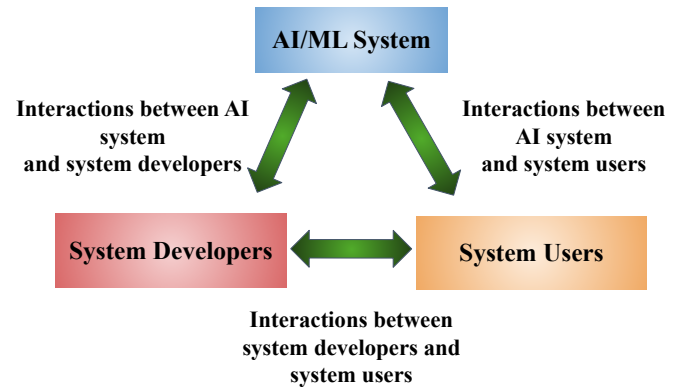 AI/ML System
Interactions between AI
system
and system developers
Interactions between
AI system
and system users
System Developers
System Users
Interactions between
system developers and
system users